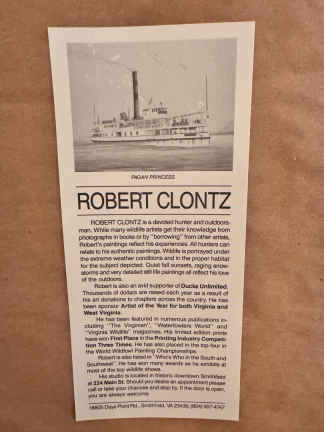 PAGAN PRINCESS
ROBERT CLONTZ
ROBERT CLONTZ is a devoted hunter and outdoors-
man. While many wildlife artists get their knowledge from
photographs in books or by "borrowing" from other artists,
Robert's paintings reflect his experiences. All hunters can
relate to his authentic paintings. Wildlife is portrayed under
the extreme weather conditions and in the proper habitat
for the subject depicted. Quiet fall sunsets, raging snow-
storms and very detailed still life paintings all reflect his love
of the outdoors.
Robert is also an avid supporter of Ducks Unlimited.
Thousands of dollars are raised each year as a result of
his art donations to chapters across the country. He has
been sponsor Artist of the Year for both Virginia and
West Virginia.
He has been featured in numerous publications in-
cluding "The Virginian", "Waterfowlers World" and
"Virginia Wildlife" magazines. His limited edition prints
have won First Place in the Printing Industry Competi-
tion Three Times. He has also placed in the top four in
the World Wildfowl Painting Championships.
Robert is also listed in "Who's Who in the South and
Southwest". He has won many awards as he exhibits at
most of the top wildlife shows.
His studio is located in historic downtown Smithfield
at 224 Main St. Should you desire an appointment please
call or take your chances and stop by. If the door is open,
you are always welcome.
Days Point Rd., Smithfield, VA 23430, (804) 357-